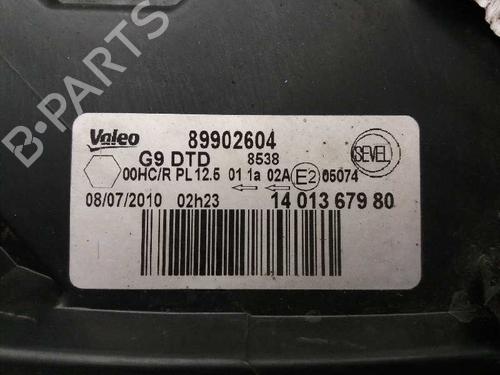 B-PARTS
Valeo 89902604
G9 DTD 8538 SEVEL
00HC/R PL 12.5 01 1a 02A E2 05074
08/07/2010 02h23 14 013 679 80